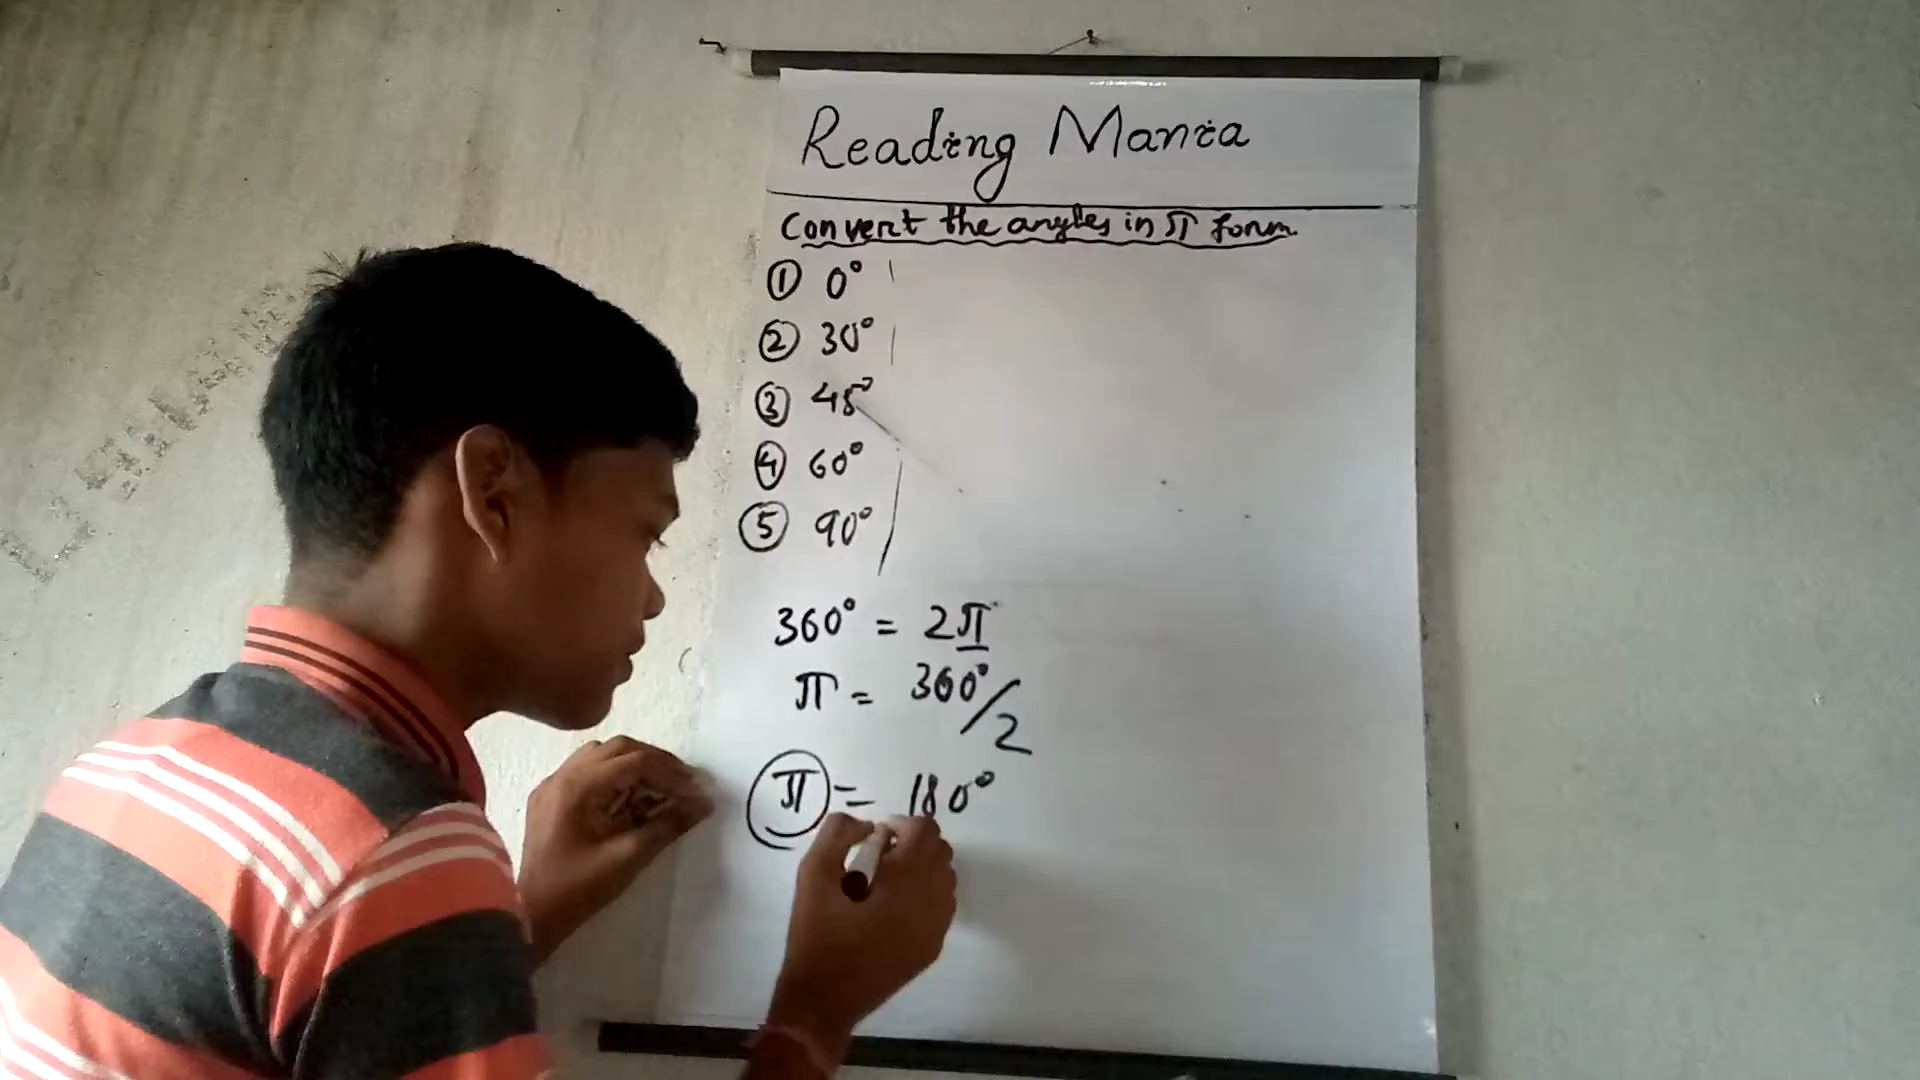 Reading Mania
Convert the angles in π form
① 0°
② 30°
③ 45°
④ 60°
⑤ 90°
360° = 2π
π = 360°/2
π = 180°